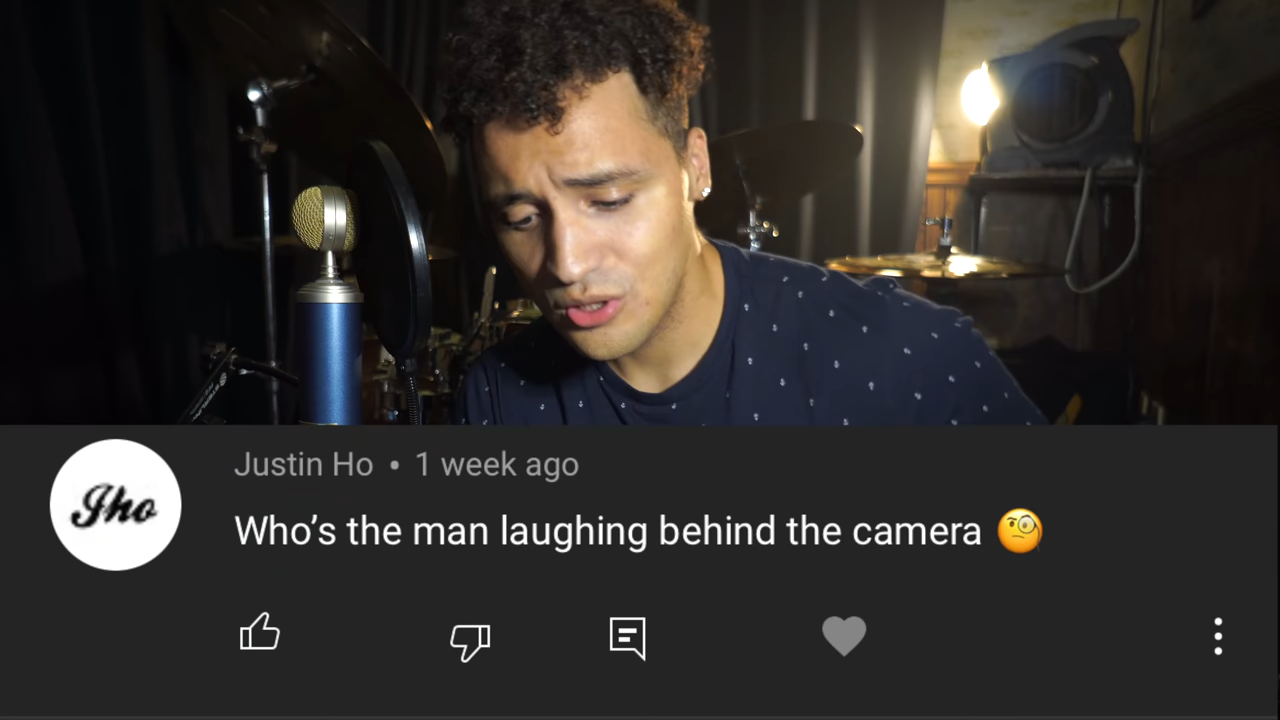 Justin Ho • 1 week ago
Jho
Who’s the man laughing behind the camera 🧐